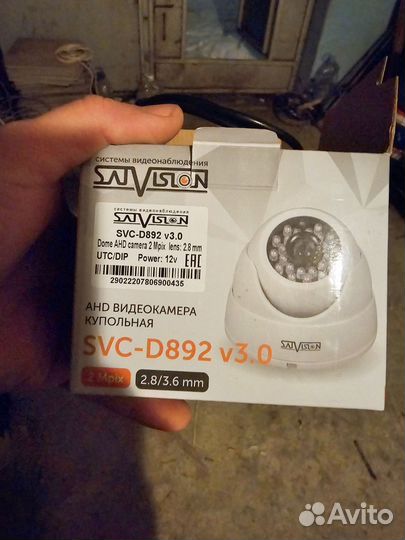 системы видеонаблюдения
SATVISION
системы видеонаблюдения
SATVISION
SVC-D892 v3.0
Dome AHD camera 2 Mpix lens: 2.8 mm
UTC/DIP Power: 12v EAC
29022207806900435
AHD ВИДЕОКАМЕРА
КУПОЛЬНАЯ
SATVISION
SVC-D892 v3.0
2 Mpix 2.8/3.6 mm
Avito